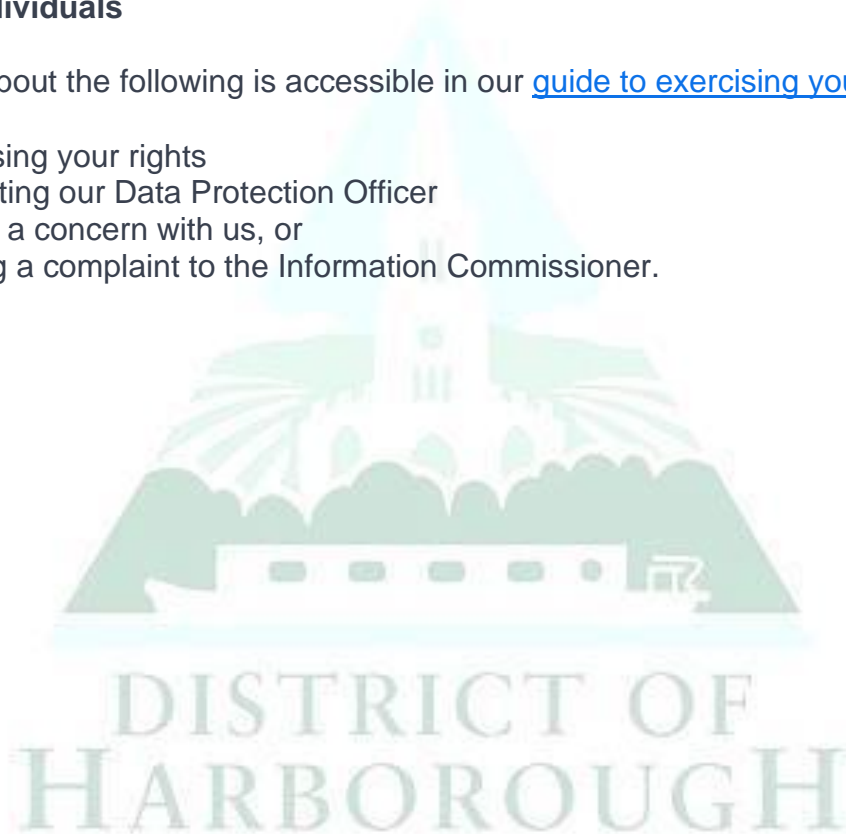 dividuals
bout the following is accessible in our guide to exercising you
sing your rights
ting our Data Protection Officer
a concern with us, or
g a complaint to the Information Commissioner.
DISTRICT OF
HARBOROUGH